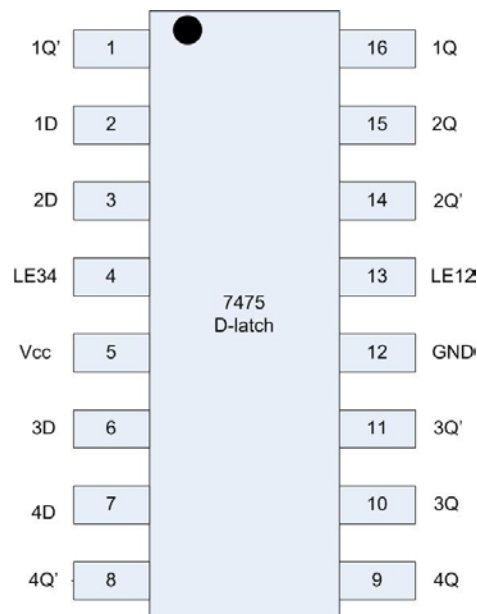 1Q’ 1 16 1Q
1D 2 15 2Q
2D 3 14 2Q’
LE34 4 13 LE12
7475
D-latch
Vcc 5 12 GND
3D 6 11 3Q’
4D 7 10 3Q
4Q’ 8 9 4Q